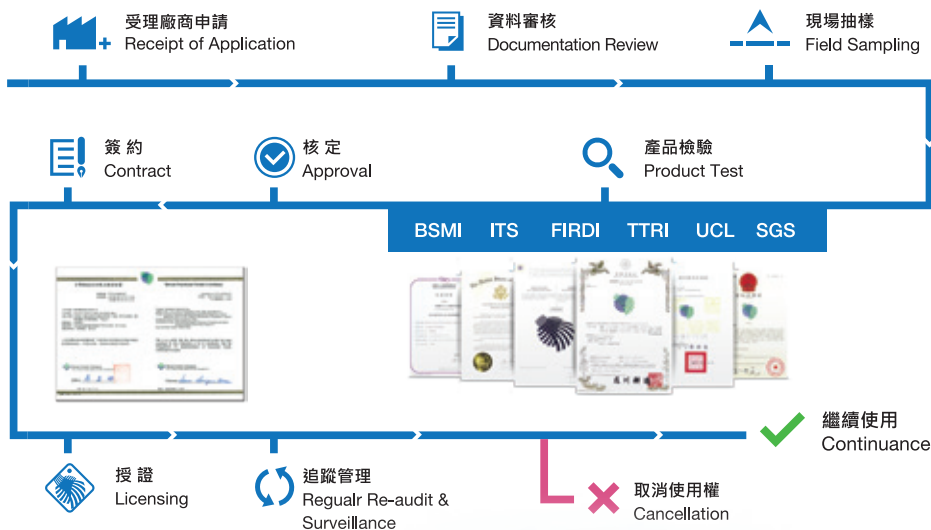 受理廠商申請
Receipt of Application
資料審核
Documentation Review
現場抽樣
Field Sampling
簽約
Contract
核定
Approval
產品檢驗
Product Test
BSMI ITS FIRDI TTRI UCL SGS
授證
Licensing
追蹤管理
Regualr Re-audit &
Surveillance
取消使用權
Cancellation
繼續使用
Continuance